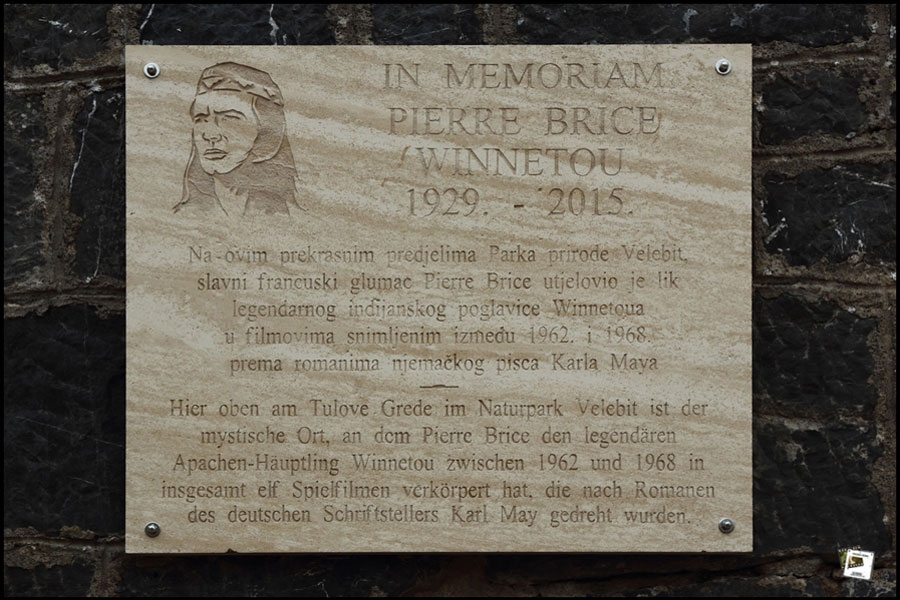 IN MEMORIAM
PIERRE BRICE
WINNETOU
1929. - 2015.
Na ovim prekrasnim predjelima Parka prirode Velebit,
slavni francuski glumac Pierre Brice utjelovio je lik
legendarnog indijanskog poglavice Winnetoua
u filmovima snimljenim između 1962. i 1968.
prema romanima njemačkog pisca Karla Maya
Hier oben am Tulove Grede im Naturpark Velebit ist der
mystische Ort, an dem Pierre Brice den legendären
Apachen-Häuptling Winnetou zwischen 1962 und 1968 in
insgesamt elf Spielfilmen verkörpert hat, die nach Romanen
des deutschen Schriftstellers Karl May gedreht wurden.